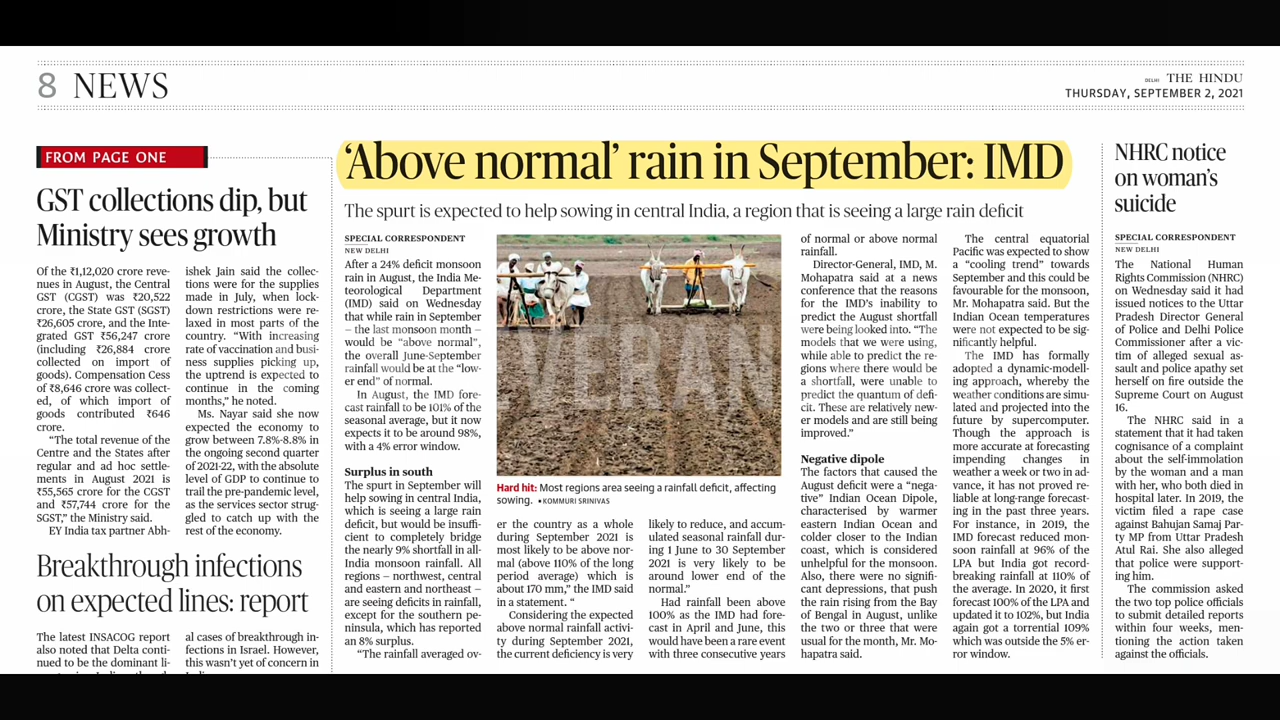 8 NEWS
DELHI THE HINDU
THURSDAY, SEPTEMBER 2, 2021
FROM PAGE ONE
GST collections dip, but
Ministry sees growth
Of the ₹1,12,020 crore reve-
nues in August, the Central
GST (CGST) was ₹20,522
crore, the State GST (SGST)
₹26,605 crore, and the Inte-
grated GST ₹56,247 crore
(including ₹26,884 crore
collected on import of
goods). Compensation Cess
of ₹8,646 crore was collect-
ed, of which import of
goods contributed ₹646
crore.
“The total revenue of the
Centre and the States after
regular and ad hoc settle-
ments in August 2021 is
₹55,565 crore for the CGST
and ₹57,744 crore for the
SGST,” the Ministry said.
EY India tax partner Abh-
ishek Jain said the collec-
tions were for the supplies
made in July, when lock-
down restrictions were re-
laxed in most parts of the
country. “With increasing
rate of vaccination and busi-
ness supplies picking up,
the uptrend is expected to
continue in the coming
months,” he noted.
Ms. Nayar said she now
expected the economy to
grow between 7.8%-8.8% in
the ongoing second quarter
of 2021-22, with the absolute
level of GDP to continue to
trail the pre-pandemic level,
as the services sector strug-
gled to catch up with the
rest of the economy.
Breakthrough infections
on expected lines: report
The latest INSACOG report
also noted that Delta conti-
nued to be the dominant li-
al cases of breakthrough in-
fections in Israel. However,
this wasn’t yet of concern in
‘Above normal’ rain in September: IMD
The spurt is expected to help sowing in central India, a region that is seeing a large rain deficit
SPECIAL CORRESPONDENT
NEW DELHI
After a 24% deficit monsoon
rain in August, the India Me-
teorological Department
(IMD) said on Wednesday
that while rain in September
– the last monsoon month –
would be “above normal”,
the overall June-September
rainfall would be at the “low-
er end” of normal.
In August, the IMD fore-
cast rainfall to be 101% of the
seasonal average, but it now
expects it to be around 98%,
with a 4% error window.
Surplus in south
The spurt in September will
help sowing in central India,
which is seeing a large rain
deficit, but would be insuffi-
cient to completely bridge
the nearly 9% shortfall in all-
India monsoon rainfall. All
regions – northwest, central
and eastern and northeast –
are seeing deficits in rainfall,
except for the southern pe-
ninsula, which has reported
an 8% surplus.
“The rainfall averaged ov-
VERAN
Hard hit: Most regions area seeing a rainfall deficit, affecting
sowing. •KOMMURI SRINIVAS
er the country as a whole
during September 2021 is
most likely to be above nor-
mal (above 110% of the long
period average) which is
about 170 mm,” the IMD said
in a statement. “
Considering the expected
above normal rainfall activi-
ty during September 2021,
the current deficiency is very
likely to reduce, and accum-
ulated seasonal rainfall dur-
ing 1 June to 30 September
2021 is very likely to be
around lower end of the
normal.”
Had rainfall been above
100% as the IMD had fore-
cast in April and June, this
would have been a rare event
with three consecutive years
of normal or above normal
rainfall.
Director-General, IMD, M.
Mohapatra said at a news
conference that the reasons
for the IMD’s inability to
predict the August shortfall
were being looked into. “The
models that we were using,
while able to predict the re-
gions where there would be
a shortfall, were unable to
predict the quantum of defi-
cit. These are relatively new-
er models and are still being
improved.”
Negative dipole
The factors that caused the
August deficit were a “nega-
tive” Indian Ocean Dipole,
characterised by warmer
eastern Indian Ocean and
colder closer to the Indian
coast, which is considered
unhelpful for the monsoon.
Also, there were no signifi-
cant depressions, that push
the rain rising from the Bay
of Bengal in August, unlike
the two or three that were
usual for the month, Mr. Mo-
hapatra said.
The central equatorial
Pacific was expected to show
a “cooling trend” towards
September and this could be
favourable for the monsoon,
Mr. Mohapatra said. But the
Indian Ocean temperatures
were not expected to be sig-
nificantly helpful.
The IMD has formally
adopted a dynamic-modell-
ing approach, whereby the
weather conditions are simu-
lated and projected into the
future by supercomputer.
Though the approach is
more accurate at forecasting
impending changes in
weather a week or two in ad-
vance, it has not proved re-
liable at long-range forecast-
ing in the past three years.
For instance, in 2019, the
IMD forecast reduced mon-
soon rainfall at 96% of the
LPA but India got record-
breaking rainfall at 110% of
the average. In 2020, it first
forecast 100% of the LPA and
updated it to 102%, but India
again got a torrential 109%
which was outside the 5% er-
ror window.
NHRC notice
on woman’s
suicide
SPECIAL CORRESPONDENT
NEW DELHI
The National Human
Rights Commission (NHRC)
on Wednesday said it had
issued notices to the Uttar
Pradesh Director General
of Police and Delhi Police
Commissioner after a vic-
tim of alleged sexual as-
sault and police apathy set
herself on fire outside the
Supreme Court on August
16.
The NHRC said in a
statement that it had taken
cognisance of a complaint
about the self-immolation
by the woman and a man
with her, who both died in
hospital later. In 2019, the
victim filed a rape case
against Bahujan Samaj Par-
ty MP from Uttar Pradesh
Atul Rai. She also alleged
that police were support-
ing him.
The commission asked
the two top police officials
to submit detailed reports
within four weeks, men-
tioning the action taken
against the officials.